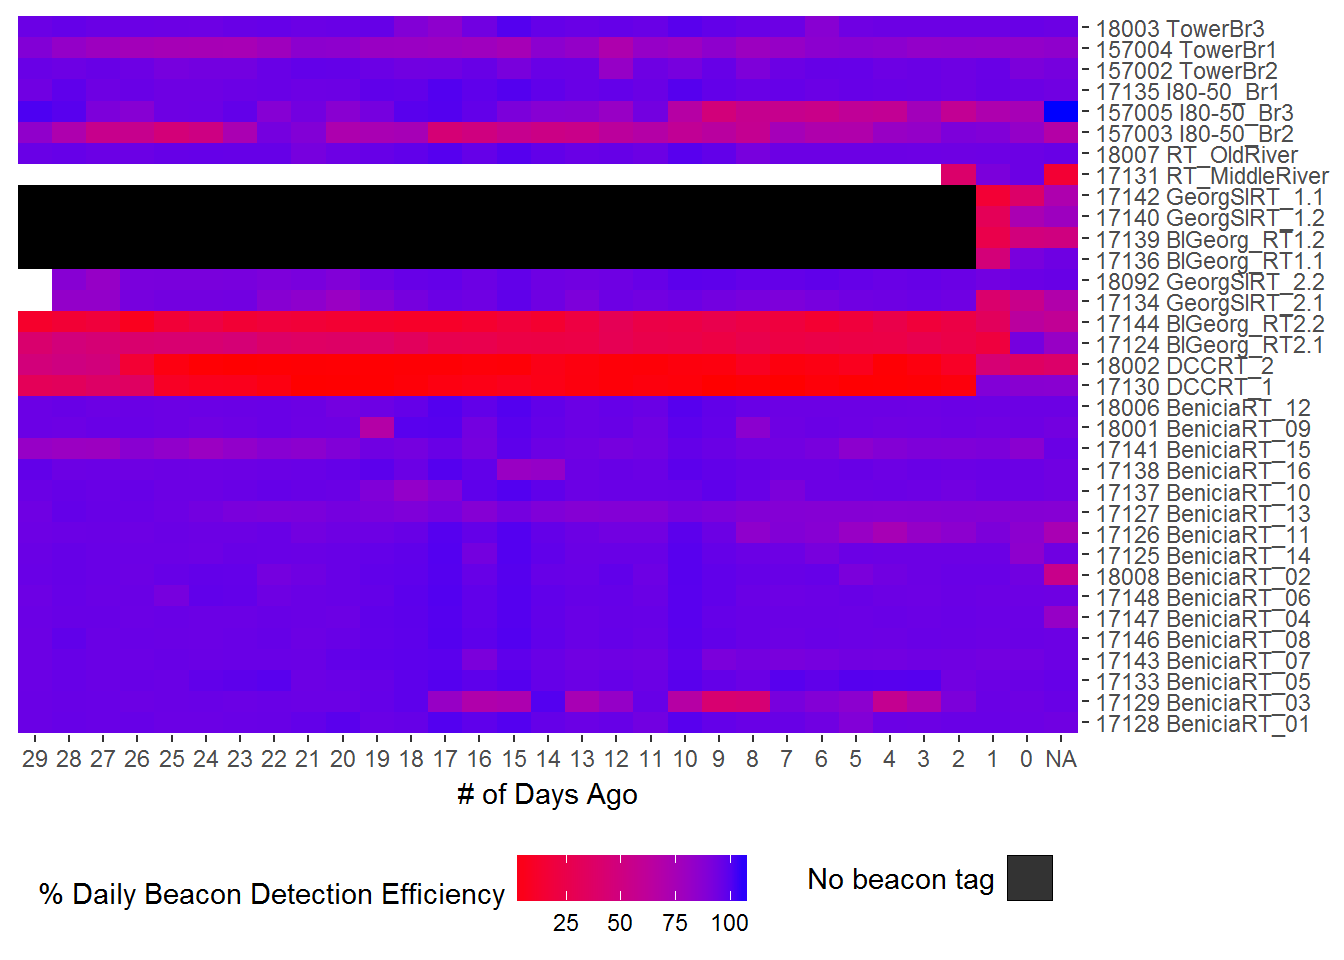 18003 TowerBr3
157004 TowerBr1
157002 TowerBr2
17135 I80-50_Br1
157005 I80-50_Br3
157003 I80-50_Br2
18007 RT_OldRiver
17131 RT_MiddleRiver
17142 GeorgSlRT_1.1
17140 GeorgSlRT_1.2
17139 BlGeorg_RT1.2
17136 BlGeorg_RT1.1
18092 GeorgSlRT_2.2
17134 GeorgSlRT_2.1
17144 BlGeorg_RT2.2
17124 BlGeorg_RT2.1
18002 DCCRT_2
17130 DCCRT_1
18006 BeniciaRT_12
18001 BeniciaRT_09
17141 BeniciaRT_15
17138 BeniciaRT_16
17137 BeniciaRT_10
17127 BeniciaRT_13
17126 BeniciaRT_11
17125 BeniciaRT_14
18008 BeniciaRT_02
17148 BeniciaRT_06
17147 BeniciaRT_04
17146 BeniciaRT_08
17143 BeniciaRT_07
17133 BeniciaRT_05
17129 BeniciaRT_03
17128 BeniciaRT_01
29 28 27 26 25 24 23 22 21 20 19 18 17 16 15 14 13 12 11 10 9 8 7 6 5 4 3 2 1 0 NA
# of Days Ago
% Daily Beacon Detection Efficiency
25 50 75 100
No beacon tag